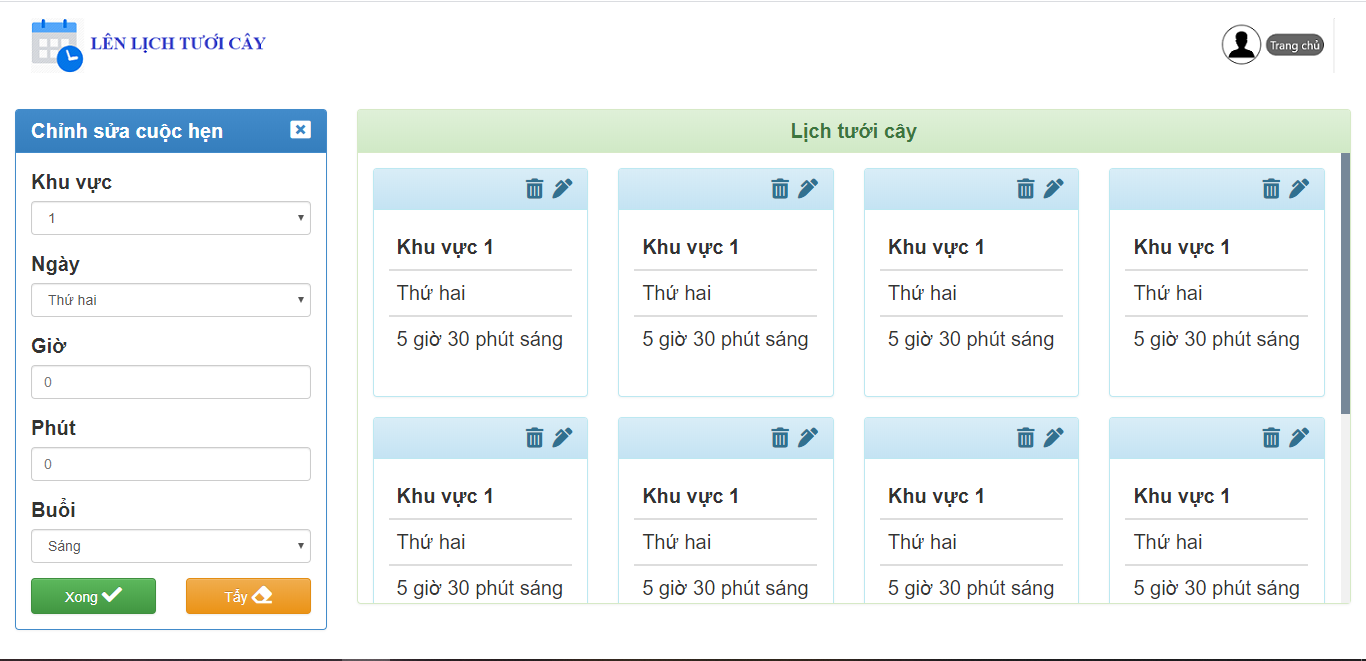 LÊN LỊCH TƯƠI CÂY
Trang chủ
Chỉnh sửa cuộc hẹn
Khu vực
1
Ngày
Thứ hai
Giờ
0
Phút
0
Buổi
Sáng
Xong
Tẩy
Lịch tưới cây
Khu vực 1
Thứ hai
5 giờ 30 phút sáng
Khu vực 1
Thứ hai
5 giờ 30 phút sáng
Khu vực 1
Thứ hai
5 giờ 30 phút sáng
Khu vực 1
Thứ hai
5 giờ 30 phút sáng
Khu vực 1
Thứ hai
5 giờ 30 phút sáng
Khu vực 1
Thứ hai
5 giờ 30 phút sáng
Khu vực 1
Thứ hai
5 giờ 30 phút sáng
Khu vực 1
Thứ hai
5 giờ 30 phút sáng